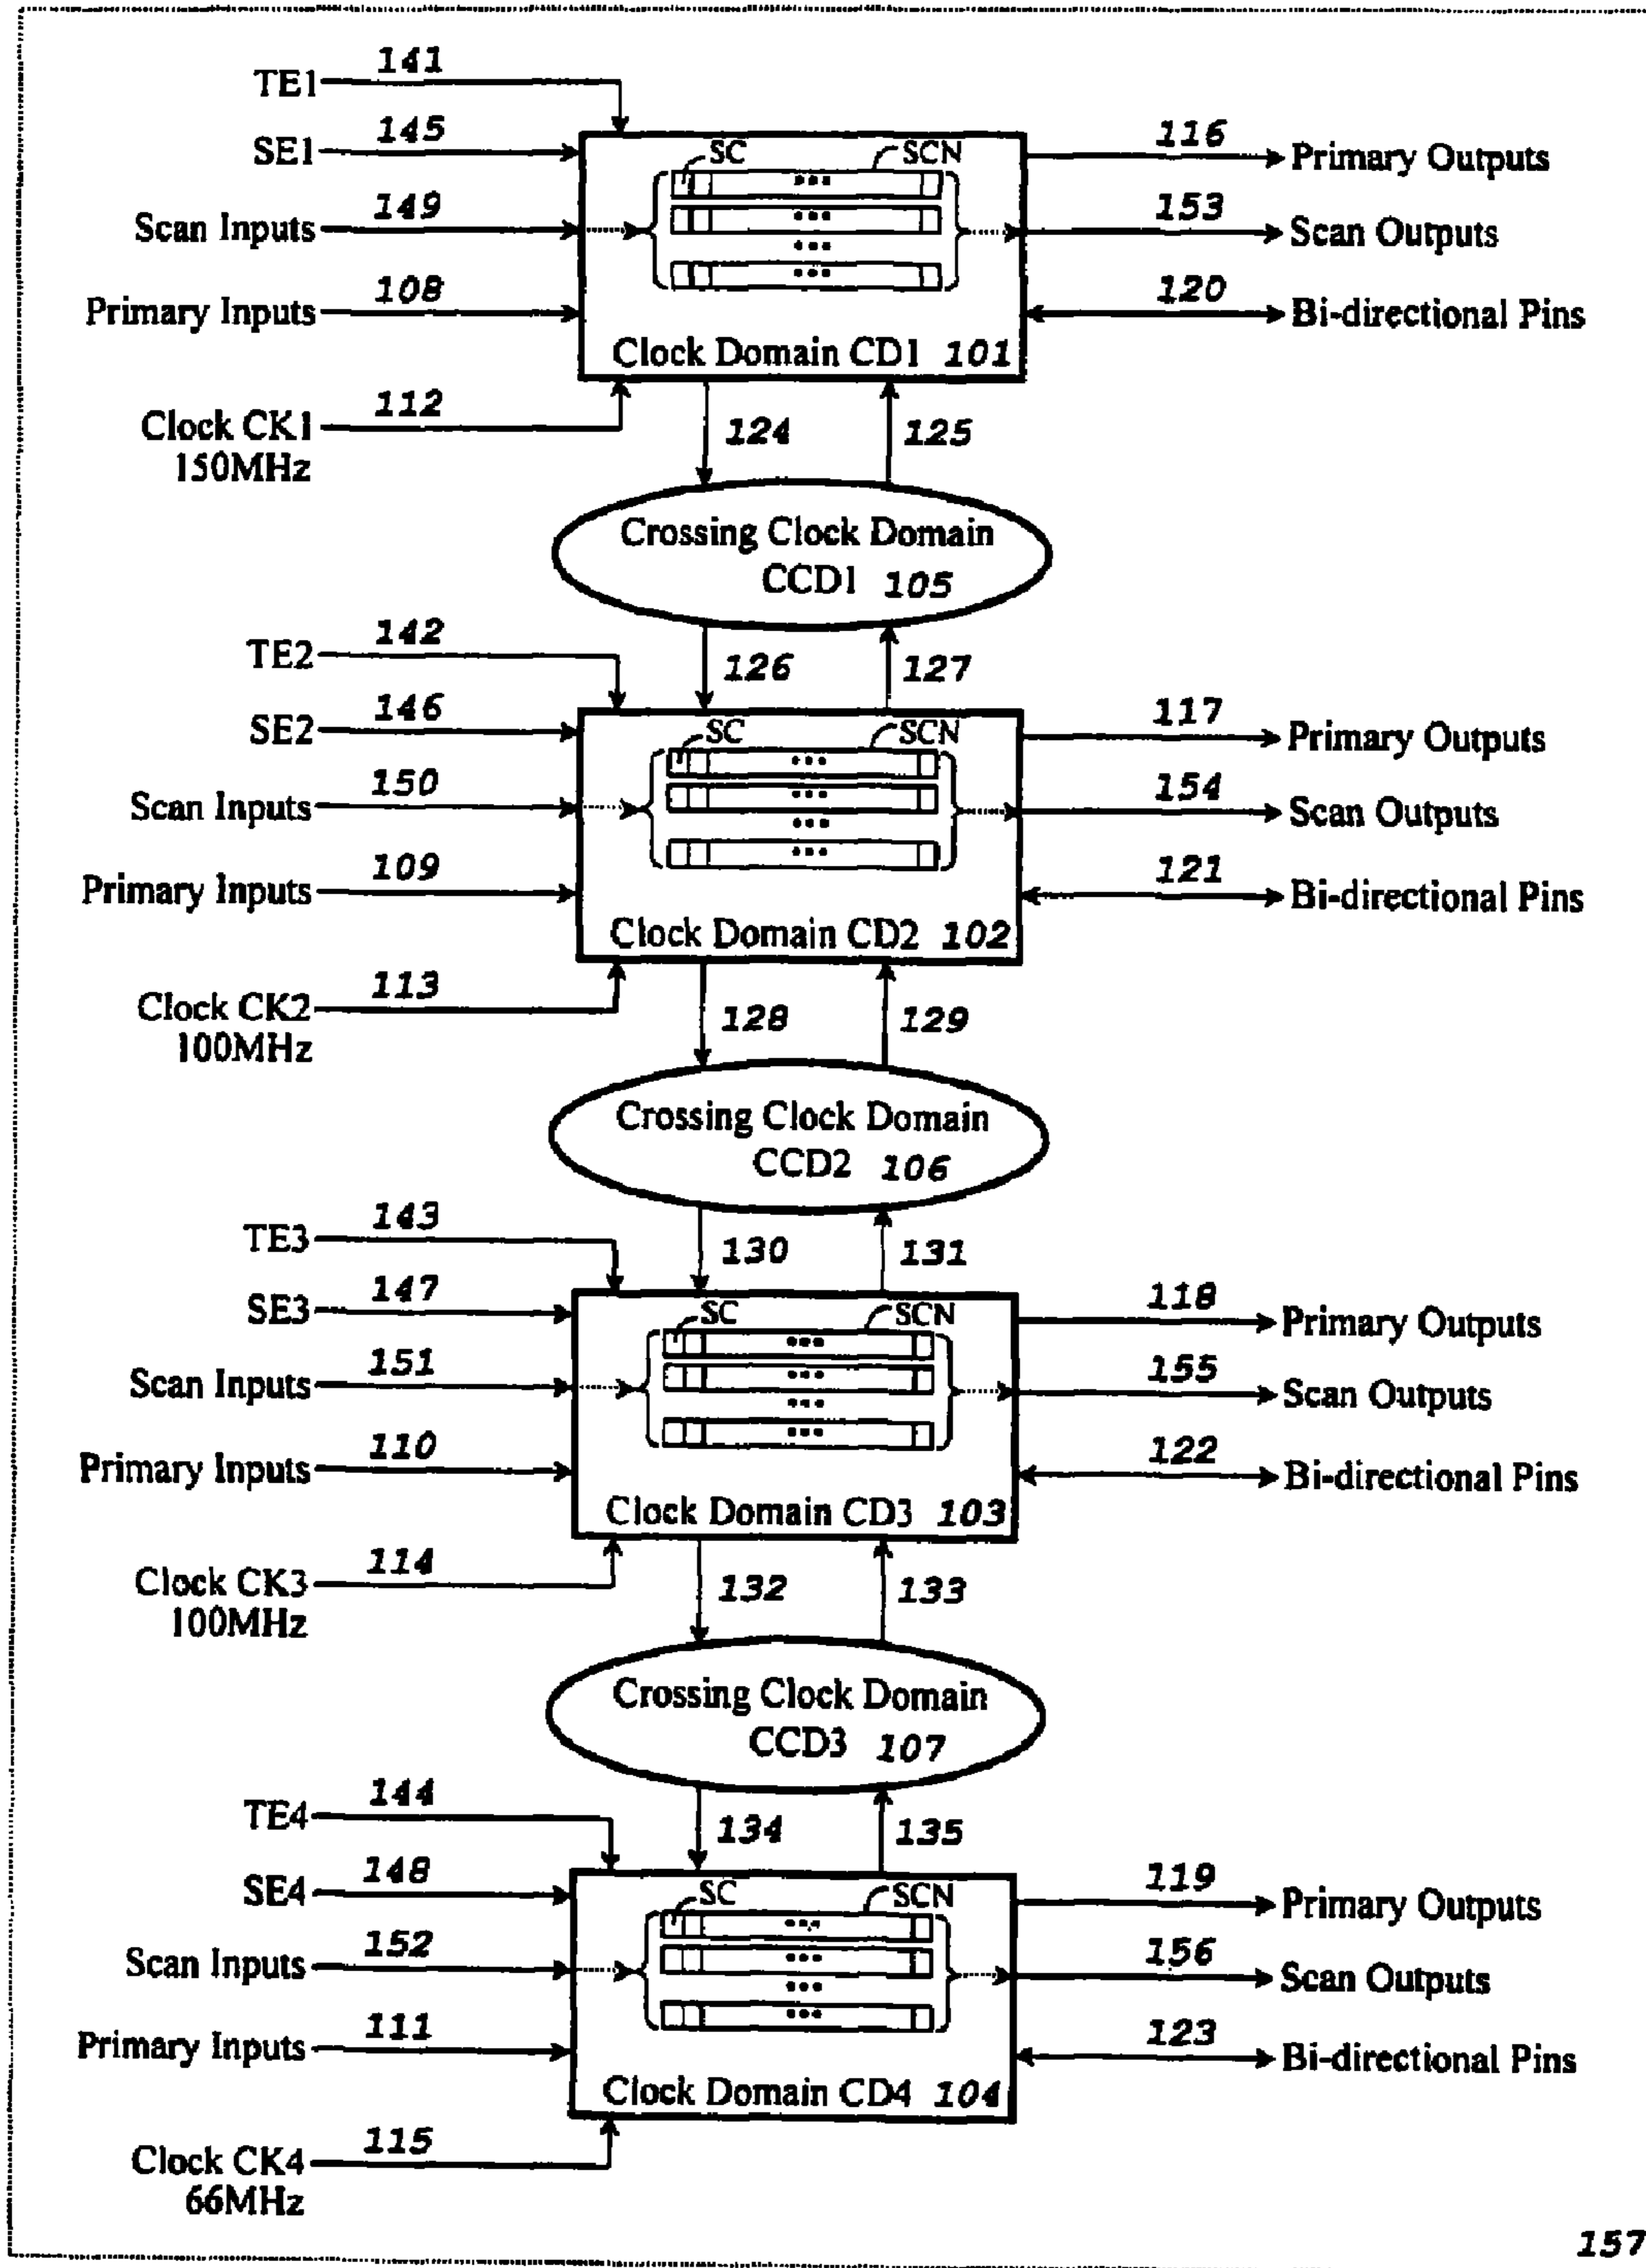 141
TE1
145
SE1
SC
SCN
116
Primary Outputs
149
Scan Inputs
153
Scan Outputs
108
Primary Inputs
120
Bi-directional Pins
Clock Domain CD1 101
112
Clock CK1
150MHz
124
125
Crossing Clock Domain
CCD1 105
142
TE2
126
127
146
SE2
SC
SCN
117
Primary Outputs
150
Scan Inputs
154
Scan Outputs
109
Primary Inputs
121
Bi-directional Pins
Clock Domain CD2 102
113
Clock CK2
100MHz
128
129
Crossing Clock Domain
CCD2 106
143
TE3
130
131
147
SE3
SC
SCN
118
Primary Outputs
151
Scan Inputs
155
Scan Outputs
110
Primary Inputs
122
Bi-directional Pins
Clock Domain CD3 103
114
Clock CK3
100MHz
132
133
Crossing Clock Domain
CCD3 107
144
TE4
134
135
148
SE4
SC
SCN
119
Primary Outputs
152
Scan Inputs
156
Scan Outputs
111
Primary Inputs
123
Bi-directional Pins
Clock Domain CD4 104
115
Clock CK4
66MHz
157